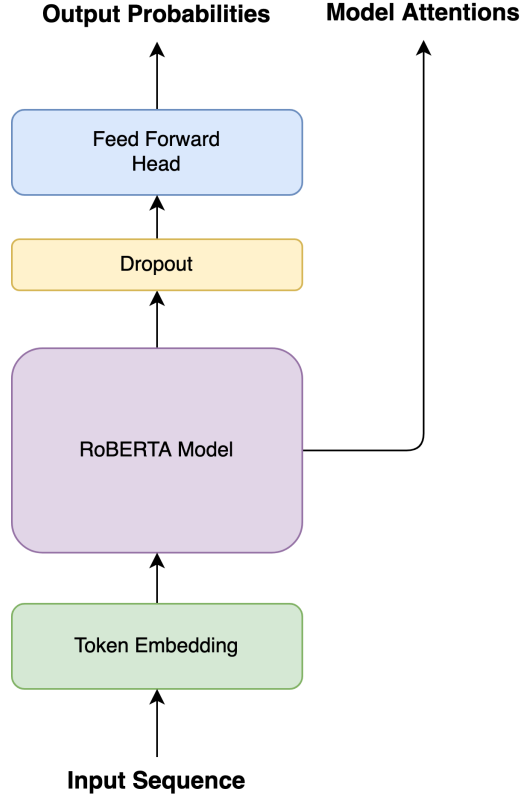 Output Probabilities
Model Attentions
Feed Forward
Head
Dropout
RoBERTA Model
Token Embedding
Input Sequence